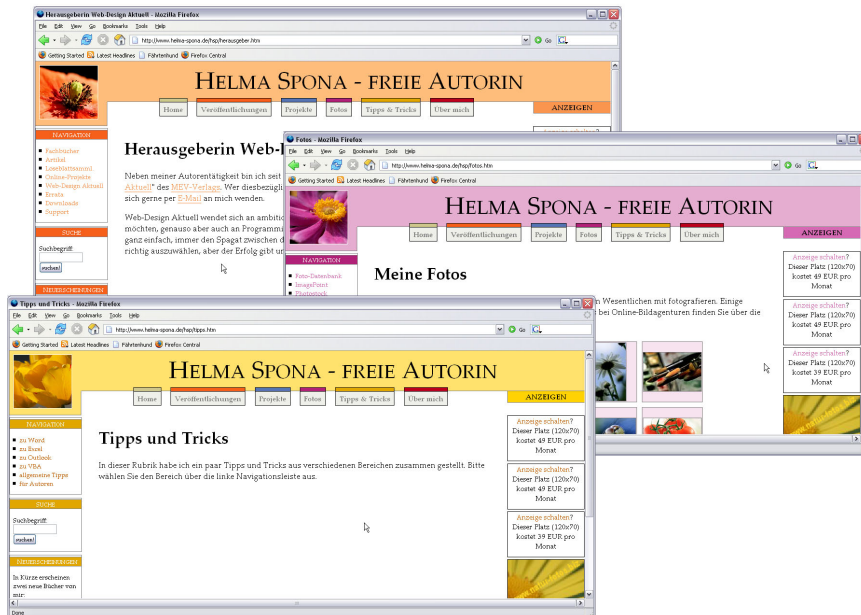 Herausgeberin Web-Design Aktuell - Mozilla Firefox
File Edit View Go Bookmarks Tools Help
http://www.helma-spona.de/hsp/herausgeber.htm
Go
Getting Started Latest Headlines Fährtenhund Firefox Central
HELMA SPONA - FREIE AUTORIN
Home Veröffentlichungen Projekte Fotos Tipps & Tricks Über mich
ANZEIGEN
NAVIGATION
Fachbücher
Artikel
Loseblattsamml
Online-Projekte
Web-Design Aktuell
Errata
Downloads
Support
SUCHE
Suchbegriff:
suchen!
NEUERSCHEINUNGEN
Herausgeberin Web-
Neben meiner Autorentätigkeit bin ich seit
Aktuell" des MEV-Verlags. Wer diesbezügl
sich gerne per E-Mail an mich wenden.
Web-Design Aktuell wendet sich an ambitio
möchten, genauso aber auch an Programmi
ganz einfach, immer den Spagat zwischen d
richtig auszuwählen, aber der Erfolg gibt un
Fotos - Mozilla Firefox
File Edit View Go Bookmarks Tools Help
http://www.helma-spona.de/hsp/fotos.htm
Go
Getting Started Latest Headlines Fährtenhund Firefox Central
HELMA SPONA - FREIE AUTORIN
Home Veröffentlichungen Projekte Fotos Tipps & Tricks Über mich
ANZEIGEN
NAVIGATION
Foto-Datenbank
ImagePoint
Photostock
Meine Fotos
n Wesentlichen mit fotografieren. Einige
bei Online-Bildagenturen finden Sie über die
Anzeige schalten?
Dieser Platz (120x70)
kostet 49 EUR pro
Monat
Anzeige schalten?
Dieser Platz (120x70)
kostet 49 EUR pro
Monat
Anzeige schalten?
Dieser Platz (120x70)
kostet 39 EUR pro
Monat
Tipps und Tricks - Mozilla Firefox
File Edit View Go Bookmarks Tools Help
http://www.helma-spona.de/hsp/tipps.htm
Go
Getting Started Latest Headlines Fährtenhund Firefox Central
HELMA SPONA - FREIE AUTORIN
Home Veröffentlichungen Projekte Fotos Tipps & Tricks Über mich
ANZEIGEN
NAVIGATION
zu Word
zu Excel
zu Outlook
zu VBA
allgemeine Tipps
für Autoren
SUCHE
Suchbegriff:
suchen!
NEUERSCHEINUNGEN
In Kürze erscheinen
zwei neue Bücher von
mir:
Tipps und Tricks
In dieser Rubrik habe ich ein paar Tipps und Tricks aus verschiedenen Bereichen zusammen gestellt. Bitte
wählen Sie den Bereich über die linke Navigationsleiste aus.
Anzeige schalten?
Dieser Platz (120x70)
kostet 49 EUR pro
Monat
Anzeige schalten?
Dieser Platz (120x70)
kostet 49 EUR pro
Monat
Anzeige schalten?
Dieser Platz (120x70)
kostet 39 EUR pro
Monat
Done